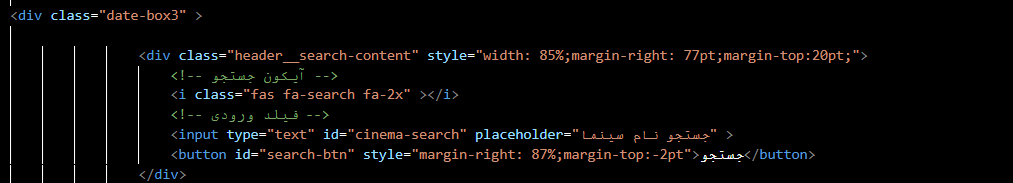 <div class="date-box3" >
<div class="header__search-content" style="width: 85%;margin-right: 77pt;margin-top:20pt;">
<!-- آیکون جستجو -->
<i class="fas fa-search fa-2x" ></i>
<!-- فیلد ورودی -->
<input type="text" id="cinema-search" placeholder="جستجو نام سینما" >
<button id="search-btn" style="margin-right: 87%;margin-top:-2pt">جستجو</button>
</div>